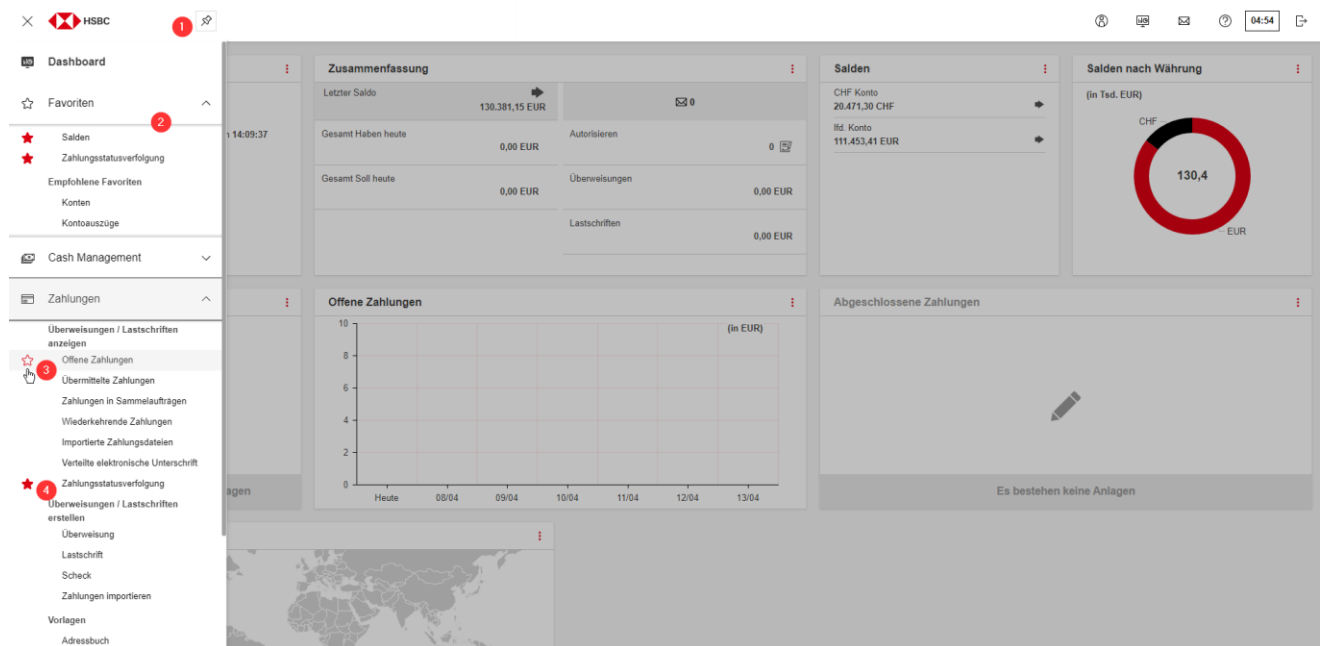 HSBC
1
04:54
Dashboard
Favoriten
2
Salden
Zahlungsstatusverfolgung
Empfohlene Favoriten
Konten
Kontoauszüge
Cash Management
Zahlungen
Überweisungen / Lastschriften
anzeigen
Offene Zahlungen
3
Übermittelte Zahlungen
Zahlungen in Sammelaufträgen
Wiederkehrende Zahlungen
Importierte Zahlungsdateien
Verteilte elektronische Unterschrift
Zahlungsstatusverfolgung
4
Überweisungen / Lastschriften
erstellen
Überweisung
Lastschrift
Scheck
Zahlungen importieren
Vorlagen
Adressbuch
14:09:37
Zusammenfassung
Letzter Saldo
130.381,15 EUR
0
Gesamt Haben heute
0,00 EUR
Autorisieren
0
Gesamt Soll heute
0,00 EUR
Überweisungen
0,00 EUR
Lastschriften
0,00 EUR
Salden
CHF Konto
20.471,30 CHF
lfd. Konto
111.453,41 EUR
Salden nach Währung
(in Tsd. EUR)
CHF
130,4
EUR
agen
Offene Zahlungen
(in EUR)
10
8
6
4
2
0
Heute 08/04 09/04 10/04 11/04 12/04 13/04
Abgeschlossene Zahlungen
Es bestehen keine Anlagen